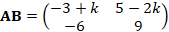 AB = (−3 + k   5 − 2k
−6   9)